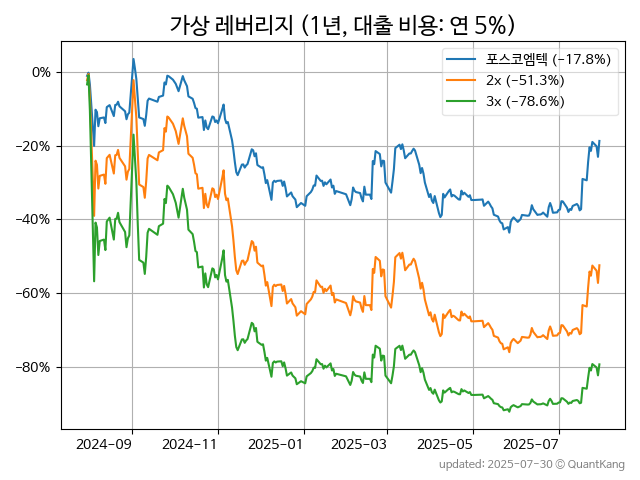 가상 레버리지 (1년, 대출 비용: 연 5%)
포스코엠텍 (−17.8%)
2x (−51.3%)
3x (−78.6%)
0%
−20%
−40%
−60%
−80%
2024-09 2024-11 2025-01 2025-03 2025-05 2025-07
updated: 2025-07-30 © QuantKang